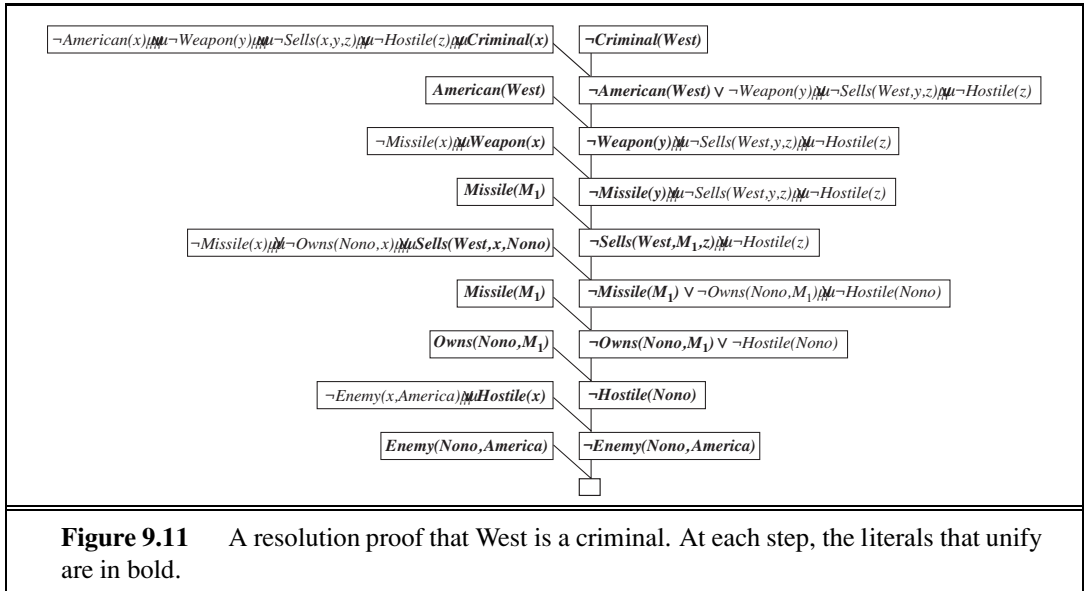 ¬American(x) ∨ ¬Weapon(y) ∨ ¬Sells(x,y,z) ∨ ¬Hostile(z) ∨ Criminal(x)
¬Criminal(West)
American(West)
¬American(West) ∨ ¬Weapon(y) ∨ ¬Sells(West,y,z) ∨ ¬Hostile(z)
¬Missile(x) ∨ Weapon(x)
¬Weapon(y) ∨ ¬Sells(West,y,z) ∨ ¬Hostile(z)
Missile(M₁)
¬Missile(y) ∨ ¬Sells(West,y,z) ∨ ¬Hostile(z)
¬Missile(x) ∨ ¬Owns(Nono,x) ∨ Sells(West,x,Nono)
¬Sells(West,M₁,z) ∨ ¬Hostile(z)
Missile(M₁)
¬Missile(M₁) ∨ ¬Owns(Nono,M₁) ∨ ¬Hostile(Nono)
Owns(Nono,M₁)
¬Owns(Nono,M₁) ∨ ¬Hostile(Nono)
¬Enemy(x,America) ∨ Hostile(x)
¬Hostile(Nono)
Enemy(Nono,America)
¬Enemy(Nono,America)
Figure 9.11 A resolution proof that West is a criminal. At each step, the literals that unify
are in bold.